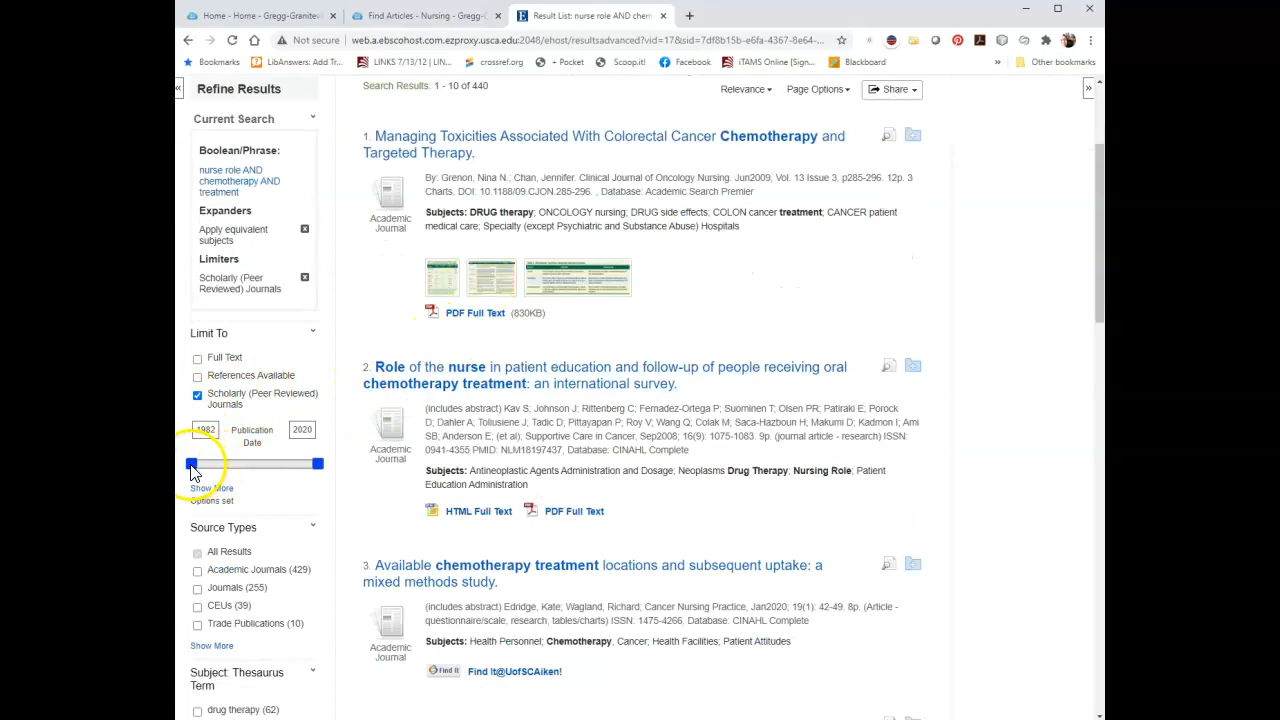 Home - Home - Gregg-Granitev
Find Articles - Nursing - Gregg-G
Result List: nurse role AND chem
Not secure
web.a.ebscohost.com.ezproxy.usca.edu:2048/ehost/resultsadvanced?vid=17&sid=7df8b15b-e6fa-4367-8e64-...
Bookmarks
LibAnswers: Add Tr...
LINKS 7/13/12 | LIN...
crossref.org
+ Pocket
Scoop.it!
Facebook
iTAMS Online [Sign...
Blackboard
»
Other bookmarks
«
Refine Results
Current Search
Boolean/Phrase:
nurse role AND
chemotherapy AND
treatment
Expanders
Apply equivalent
subjects
Limiters
Scholarly (Peer
Reviewed) Journals
Limit To
Full Text
References Available
Scholarly (Peer Reviewed)
Journals
1982
Publication
Date
2020
Show More
Options set
Source Types
All Results
Academic Journals (429)
Journals (255)
CEUs (39)
Trade Publications (10)
Show More
Subject: Thesaurus
Term
drug therapy (62)
Search Results: 1 - 10 of 440
Relevance
Page Options
Share
»
1. Managing Toxicities Associated With Colorectal Cancer Chemotherapy and
Targeted Therapy.
By: Grenon, Nina N.; Chan, Jennifer. Clinical Journal of Oncology Nursing. Jun2009, Vol. 13 Issue 3, p285-296. 12p. 3
Charts. DOI: 10.1188/09.CJON.285-296. , Database: Academic Search Premier
Academic
Journal
Subjects: DRUG therapy; ONCOLOGY nursing; DRUG side effects; COLON cancer treatment; CANCER patient
medical care; Specialty (except Psychiatric and Substance Abuse) Hospitals
PDF Full Text (830KB)
2. Role of the nurse in patient education and follow-up of people receiving oral
chemotherapy treatment: an international survey.
(includes abstract) Kav S; Johnson J; Rittenberg C; Fernadez-Ortega P; Suominen T; Olsen PR; Patiraki E; Porock
D, Dahler A; Toliusiene J; Tadic D; Pittayapan P; Roy V; Wang Q; Colak M; Saca-Hazboun H; Makumi D; Kadmon I; Ami
SB; Anderson E; (et al); Supportive Care in Cancer, Sep2008; 16(9): 1075-1083. 9p. (journal article - research) ISSN:
0941-4355 PMID: NLM18197437, Database: CINAHL Complete
Academic
Journal
Subjects: Antineoplastic Agents Administration and Dosage; Neoplasms Drug Therapy; Nursing Role; Patient
Education Administration
HTML Full Text
PDF Full Text
3. Available chemotherapy treatment locations and subsequent uptake: a
mixed methods study.
(includes abstract) Edridge, Kate; Wagland, Richard; Cancer Nursing Practice, Jan2020; 19(1): 42-49. 8p. (Article -
questionnaire/scale, research, tables/charts) ISSN: 1475-4266, Database: CINAHL Complete
Academic
Journal
Subjects: Health Personnel; Chemotherapy, Cancer; Health Facilities; Patient Attitudes
Find It
Find It@UofSCAiken!